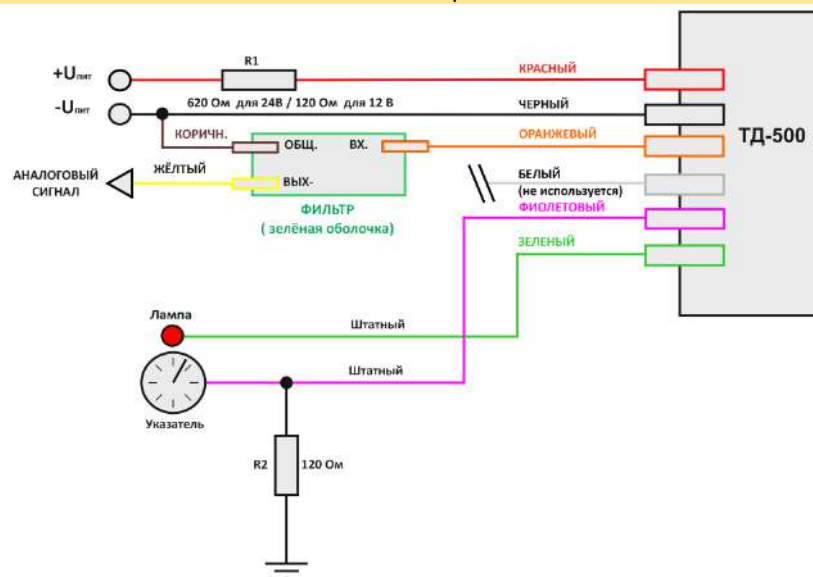 R1
+Uпит
КРАСНЫЙ
-Uпит
620 Ом для 24В / 120 Ом для 12 В
ЧЕРНЫЙ
КОРИЧН.
ОБЩ.
ВХ.
ОРАНЖЕВЫЙ
ТД-500
АНАЛОГОВЫЙ
СИГНАЛ
ЖЁЛТЫЙ
ВЫХ-
БЕЛЫЙ
(не используется)
ФИЛЬТР
( зелёная оболочка)
ФИОЛЕТОВЫЙ
ЗЕЛЕНЫЙ
Лампа
Штатный
Штатный
Указатель
R2
120 Ом